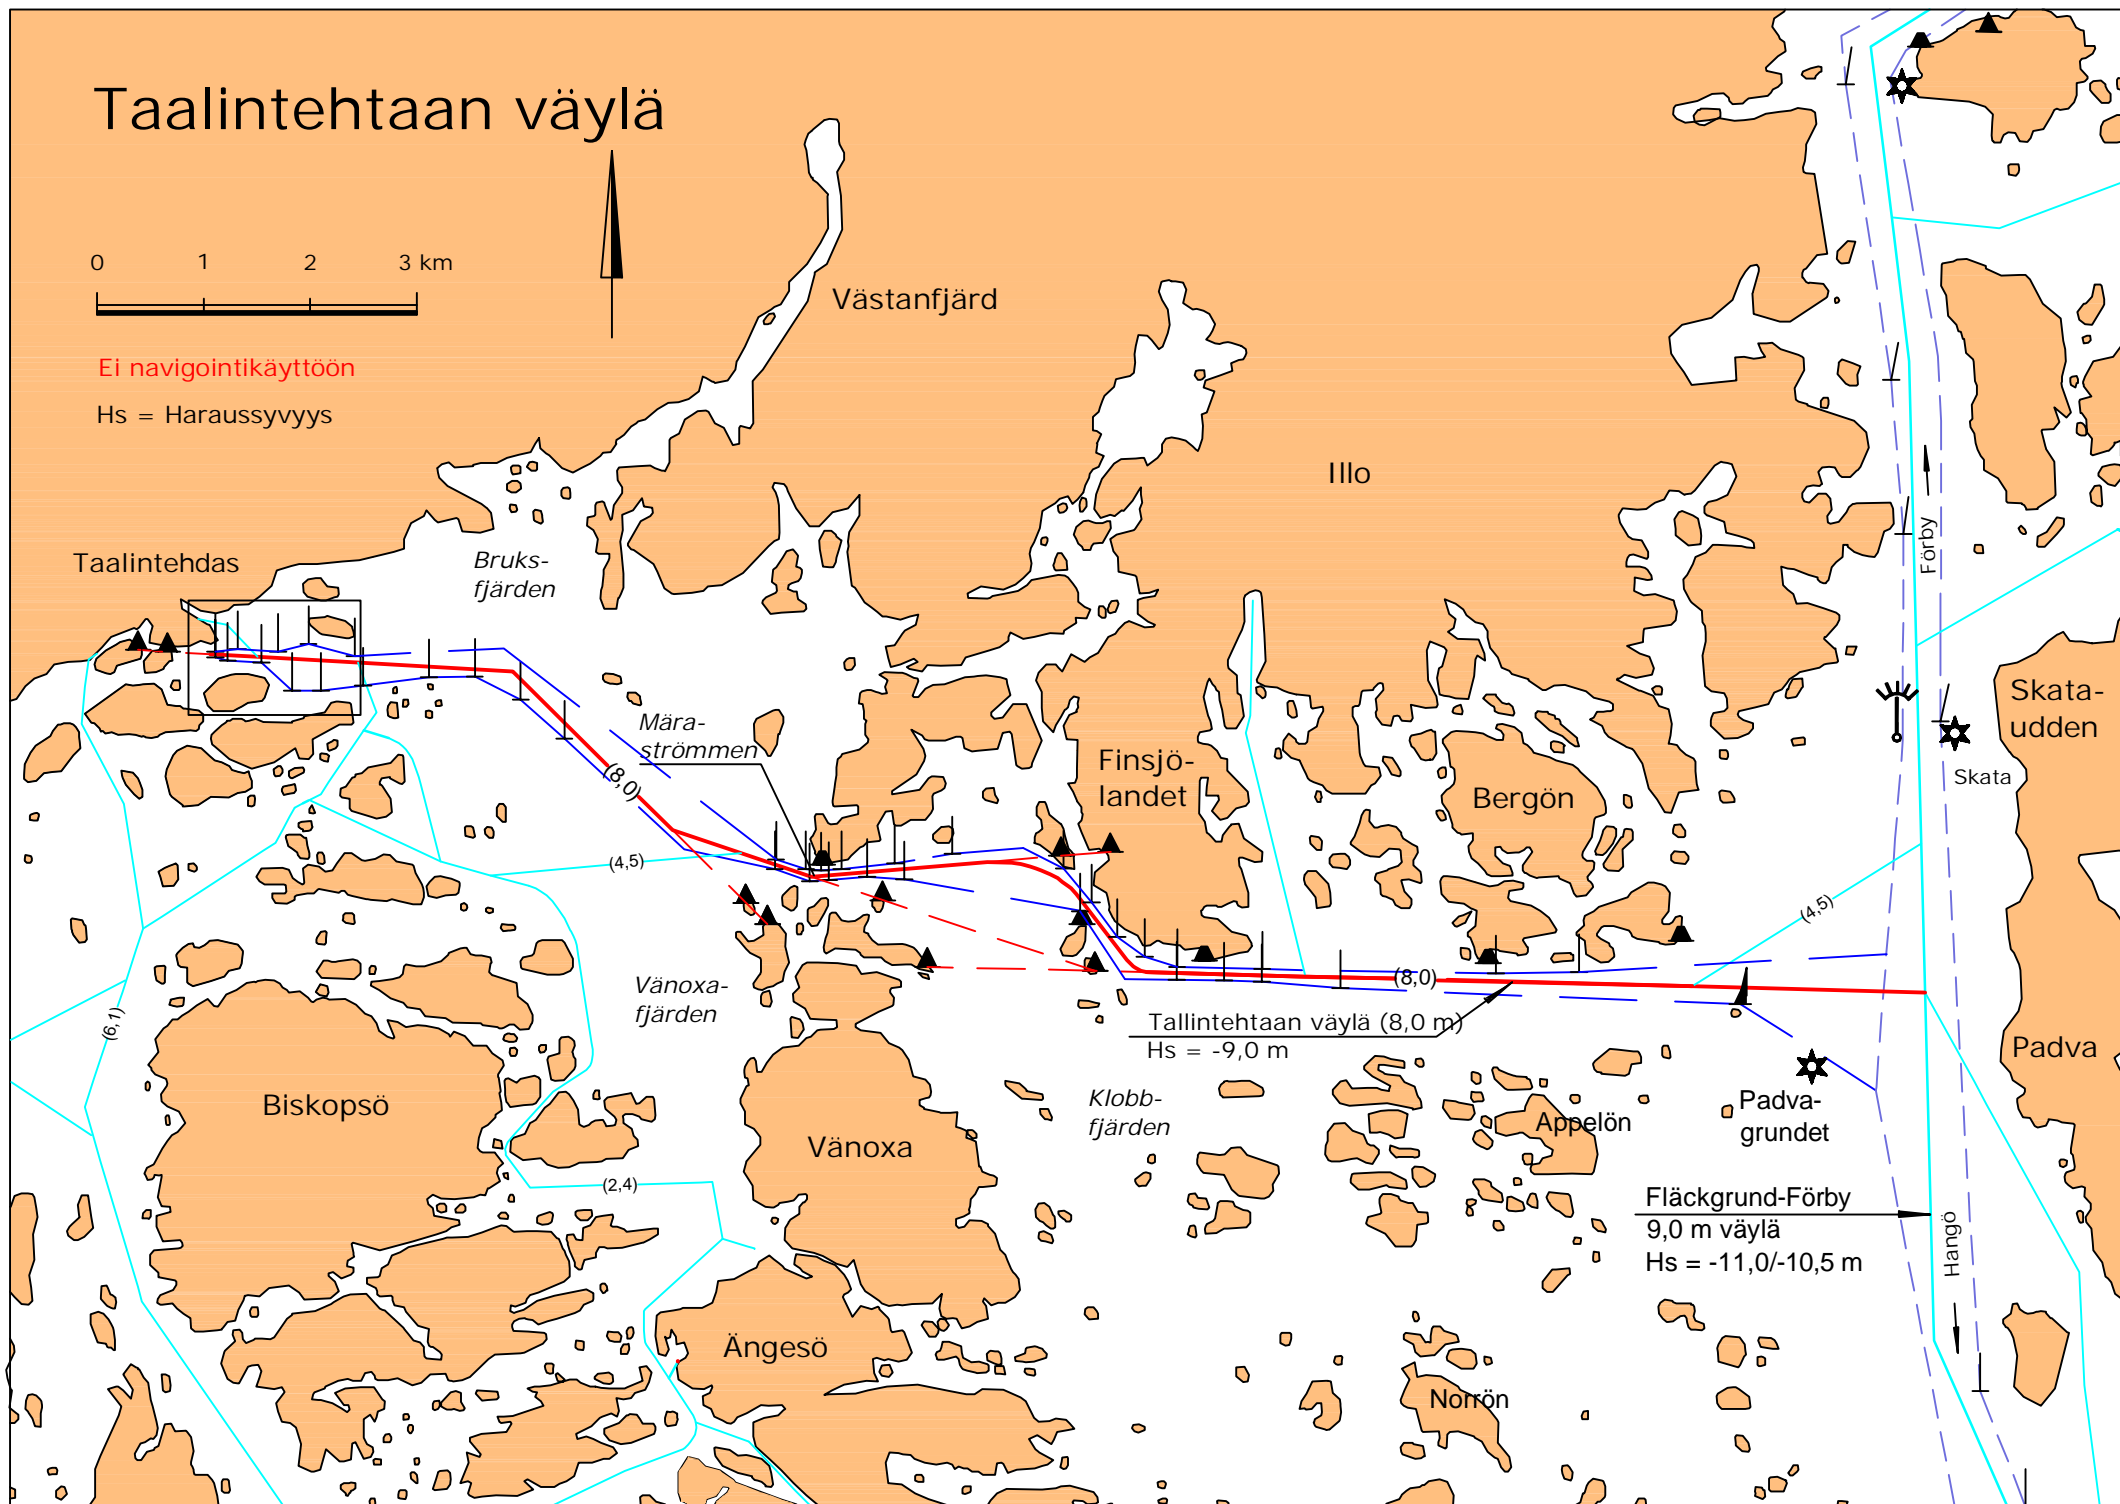 Taalintehtaan väylä
0 1 2 3 km
Ei navigointikäyttöön
Hs = Haraussyvyys
Västanfjärd
Illo
Förby
Taalintehdas
Bruks-
fjärden
Skata-
udden
Skata
Mära-
strömmen
Finsjö-
landet
Bergön
(8,0)
(4,5)
(4,5)
(8,0)
Vänoxa-
fjärden
(6,1)
Tallintehtaan väylä (8,0 m)
Hs = -9,0 m
Padva
Biskopsö
Klobb-
fjärden
Appelön
Padva-
grundet
Vänoxa
(2,4)
Fläckgrund-Förby
9,0 m väylä
Hs = -11,0/-10,5 m
Hangö
Ängesö
Norrön